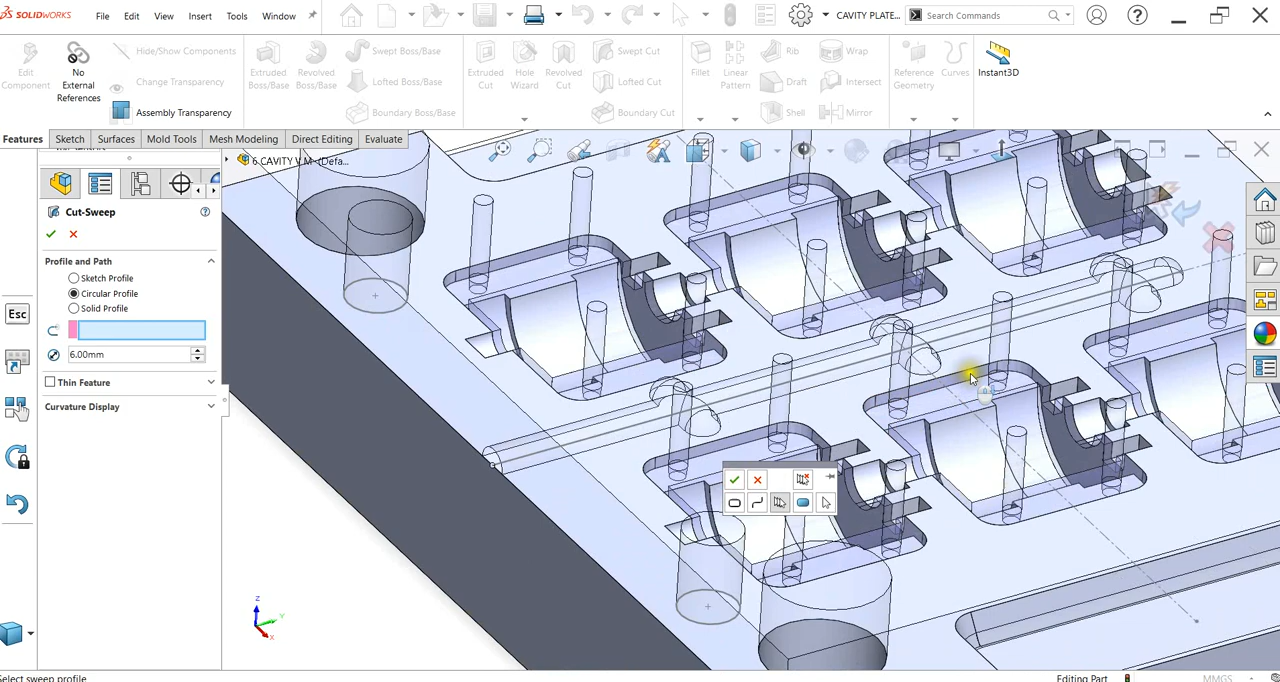 SOLIDWORKS File Edit View Insert Tools Window CAVITY PLATE... Search Commands
Edit Component
No External References
Hide/Show Components
Change Transparency
Assembly Transparency
Extruded Boss/Base
Revolved Boss/Base
Swept Boss/Base
Lofted Boss/Base
Boundary Boss/Base
Extruded Cut
Hole Wizard
Revolved Cut
Swept Cut
Lofted Cut
Boundary Cut
Fillet
Linear Pattern
Rib
Draft
Shell
Wrap
Intersect
Mirror
Reference Geometry
Curves
Instant3D
Features Sketch Surfaces Mold Tools Mesh Modeling Direct Editing Evaluate
6.CAVITY V.M- (Defa...
Cut-Sweep
Profile and Path
Sketch Profile
Circular Profile
Solid Profile
6.00mm
Thin Feature
Curvature Display
Esc
Z
Y
X
Select sweep profile
Editing Part
MMGS